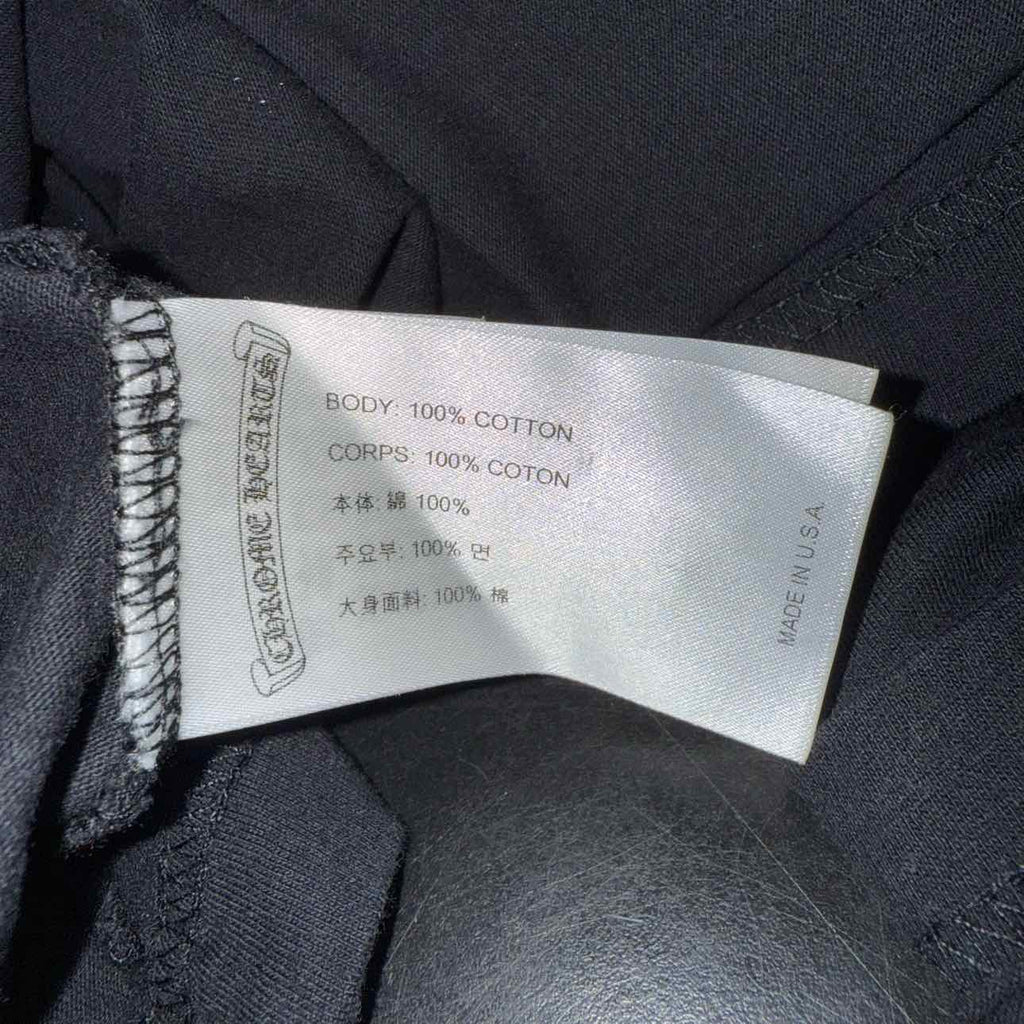 CHROME HEARTS
BODY: 100% COTTON
CORPS: 100% COTON
本体: 綿 100%
주요부: 100% 면
大身面料: 100% 棉
MADE IN U.S.A